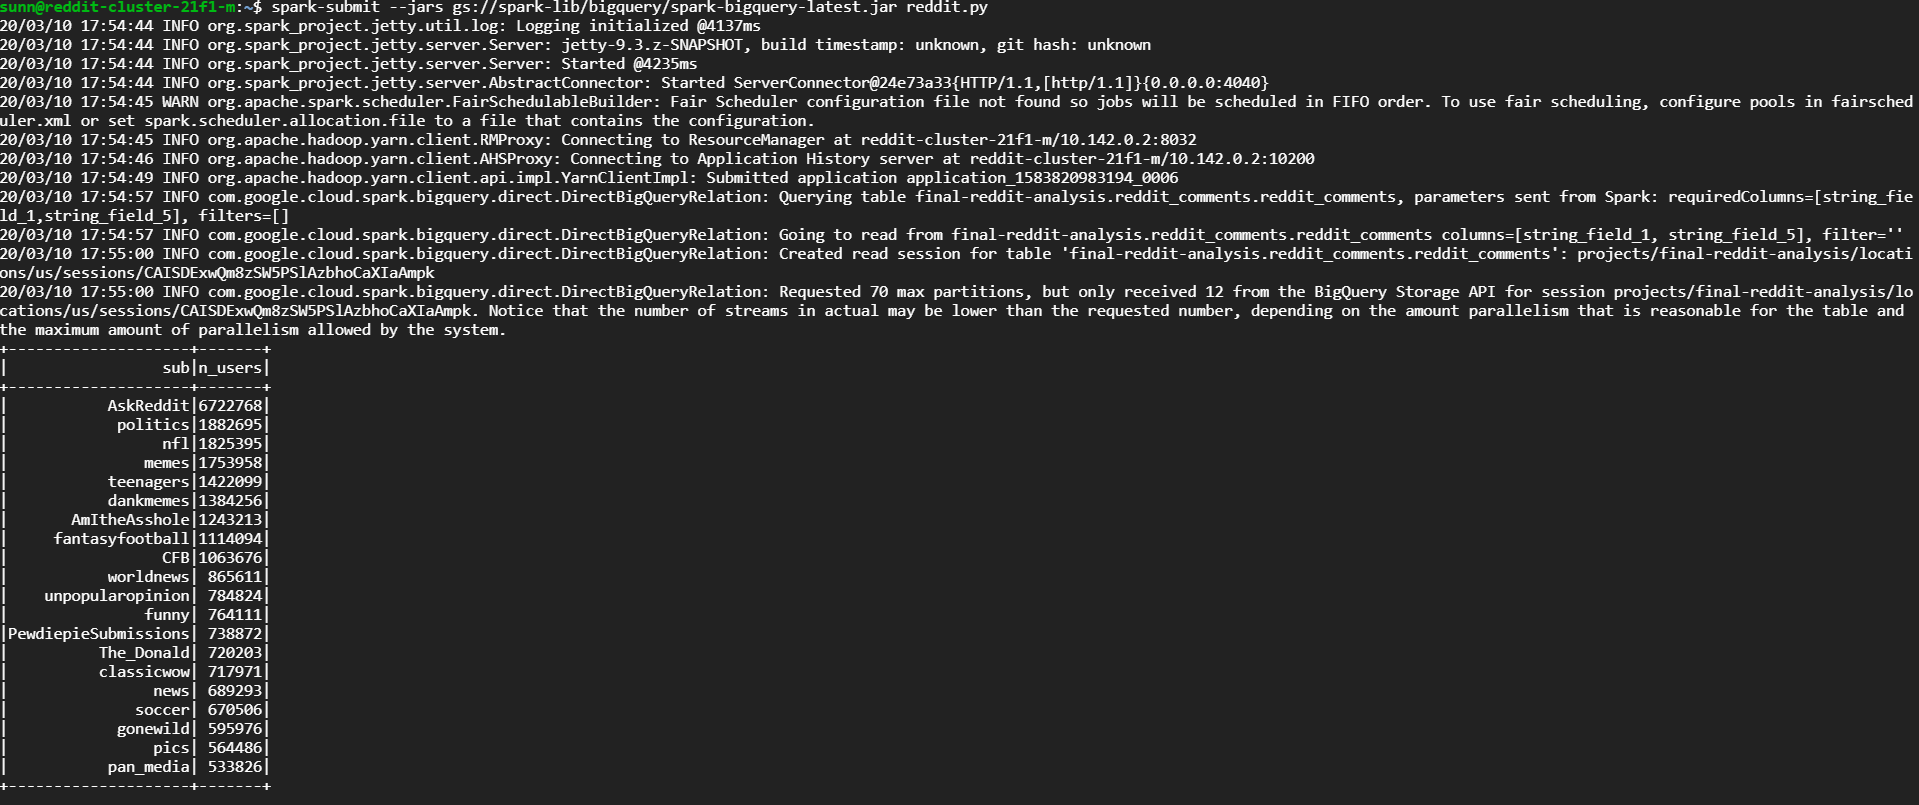 sunn@reddit-cluster-21f1-m:~$ spark-submit --jars gs://spark-lib/bigquery/spark-bigquery-latest.jar reddit.py
20/03/10 17:54:44 INFO org.spark_project.jetty.util.log: Logging initialized @4137ms
20/03/10 17:54:44 INFO org.spark_project.jetty.server.Server: jetty-9.3.z-SNAPSHOT, build timestamp: unknown, git hash: unknown
20/03/10 17:54:44 INFO org.spark_project.jetty.server.Server: Started @4235ms
20/03/10 17:54:44 INFO org.spark_project.jetty.server.AbstractConnector: Started ServerConnector@24e73a33{HTTP/1.1,[http/1.1]}{0.0.0.0:4040}
20/03/10 17:54:45 WARN org.apache.spark.scheduler.FairSchedulableBuilder: Fair Scheduler configuration file not found so jobs will be scheduled in FIFO order. To use fair scheduling, configure pools in fairsched
uler.xml or set spark.scheduler.allocation.file to a file that contains the configuration.
20/03/10 17:54:45 INFO org.apache.hadoop.yarn.client.RMProxy: Connecting to ResourceManager at reddit-cluster-21f1-m/10.142.0.2:8032
20/03/10 17:54:46 INFO org.apache.hadoop.yarn.client.AHSProxy: Connecting to Application History server at reddit-cluster-21f1-m/10.142.0.2:10200
20/03/10 17:54:49 INFO org.apache.hadoop.yarn.client.api.impl.YarnClientImpl: Submitted application application_1583820983194_0006
20/03/10 17:54:57 INFO com.google.cloud.spark.bigquery.direct.DirectBigQueryRelation: Querying table final-reddit-analysis.reddit_comments.reddit_comments, parameters sent from Spark: requiredColumns=[string_fie
ld_1,string_field_5], filters=[]
20/03/10 17:54:57 INFO com.google.cloud.spark.bigquery.direct.DirectBigQueryRelation: Going to read from final-reddit-analysis.reddit_comments.reddit_comments columns=[string_field_1, string_field_5], filter=''
20/03/10 17:55:00 INFO com.google.cloud.spark.bigquery.direct.DirectBigQueryRelation: Created read session for table 'final-reddit-analysis.reddit_comments.reddit_comments': projects/final-reddit-analysis/locati
ons/us/sessions/CAISDExwQm8zSW5PSlAzbhoCaXIaAmpk
20/03/10 17:55:00 INFO com.google.cloud.spark.bigquery.direct.DirectBigQueryRelation: Requested 70 max partitions, but only received 12 from the BigQuery Storage API for session projects/final-reddit-analysis/lo
cations/us/sessions/CAISDExwQm8zSW5PSlAzbhoCaXIaAmpk. Notice that the number of streams in actual may be lower than the requested number, depending on the amount parallelism that is reasonable for the table and
the maximum amount of parallelism allowed by the system.
+--------------------+-------+
|                 sub|n_users|
+--------------------+-------+
|           AskReddit|6722768|
|            politics|1882695|
|                 nfl|1825395|
|               memes|1753958|
|           teenagers|1422099|
|           dankmemes|1384256|
|       AmItheAsshole|1243213|
|     fantasyfootball|1114094|
|                 CFB|1063676|
|           worldnews| 865611|
|    unpopularopinion| 784824|
|               funny| 764111|
|PewdiepieSubmissions| 738872|
|          The_Donald| 720203|
|          classicwow| 717971|
|                news| 689293|
|              soccer| 670506|
|            gonewild| 595976|
|                pics| 564486|
|           pan_media| 533826|
+--------------------+-------+